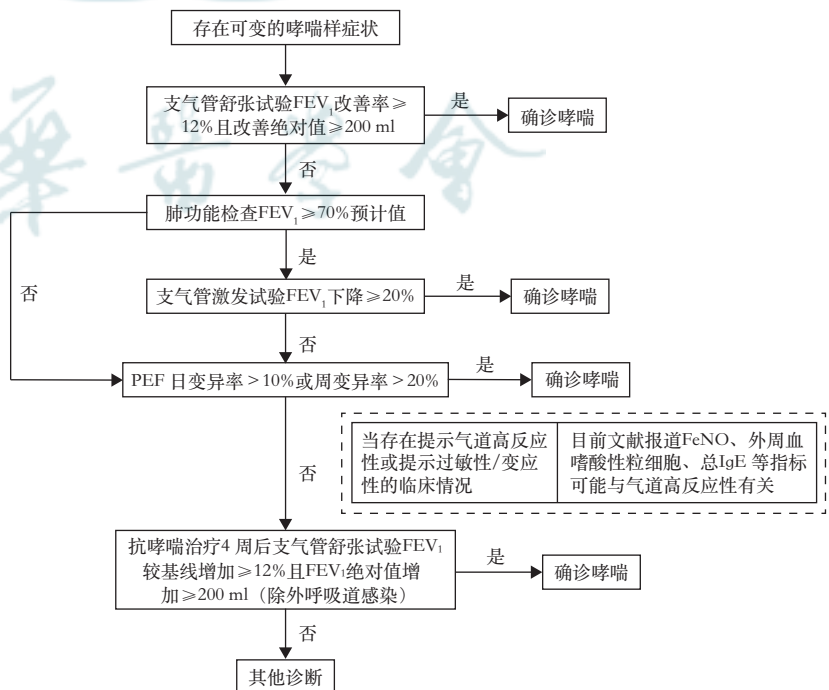 存在可变的哮喘样症状
支气管舒张试验FEV₁改善率≥
12%且改善绝对值≥200 ml
是
确诊哮喘
否
肺功能检查FEV₁≥70%预计值
是
否
支气管激发试验FEV₁下降≥20%
是
确诊哮喘
否
PEF 日变异率>10%或周变异率>20%
是
确诊哮喘
否
当存在提示气道高反应
性或提示过敏性/变应
性的临床情况
目前文献报道FeNO、外周血
嗜酸性粒细胞、总IgE 等指标
可能与气道高反应性有关
抗哮喘治疗4 周后支气管舒张试验FEV₁
较基线增加≥12%且FEV₁绝对值增
加≥200 ml（除外呼吸道感染）
是
确诊哮喘
否
其他诊断
華醫學會